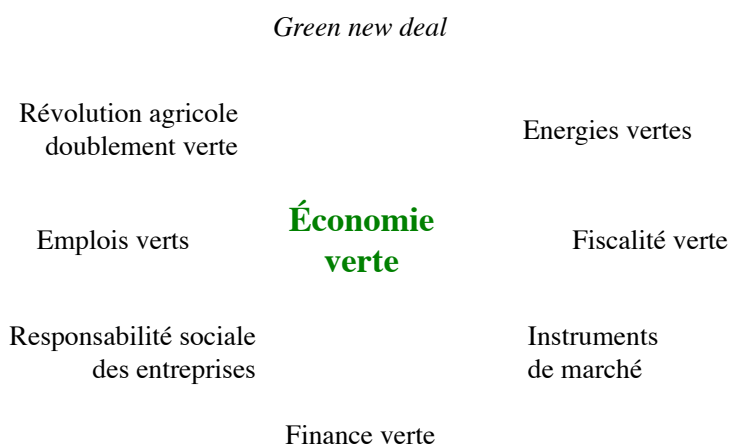 Green new deal
Révolution agricole
doublement verte
Energies vertes
Emplois verts
Économie
verte
Fiscalité verte
Responsabilité sociale
des entreprises
Instruments
de marché
Finance verte